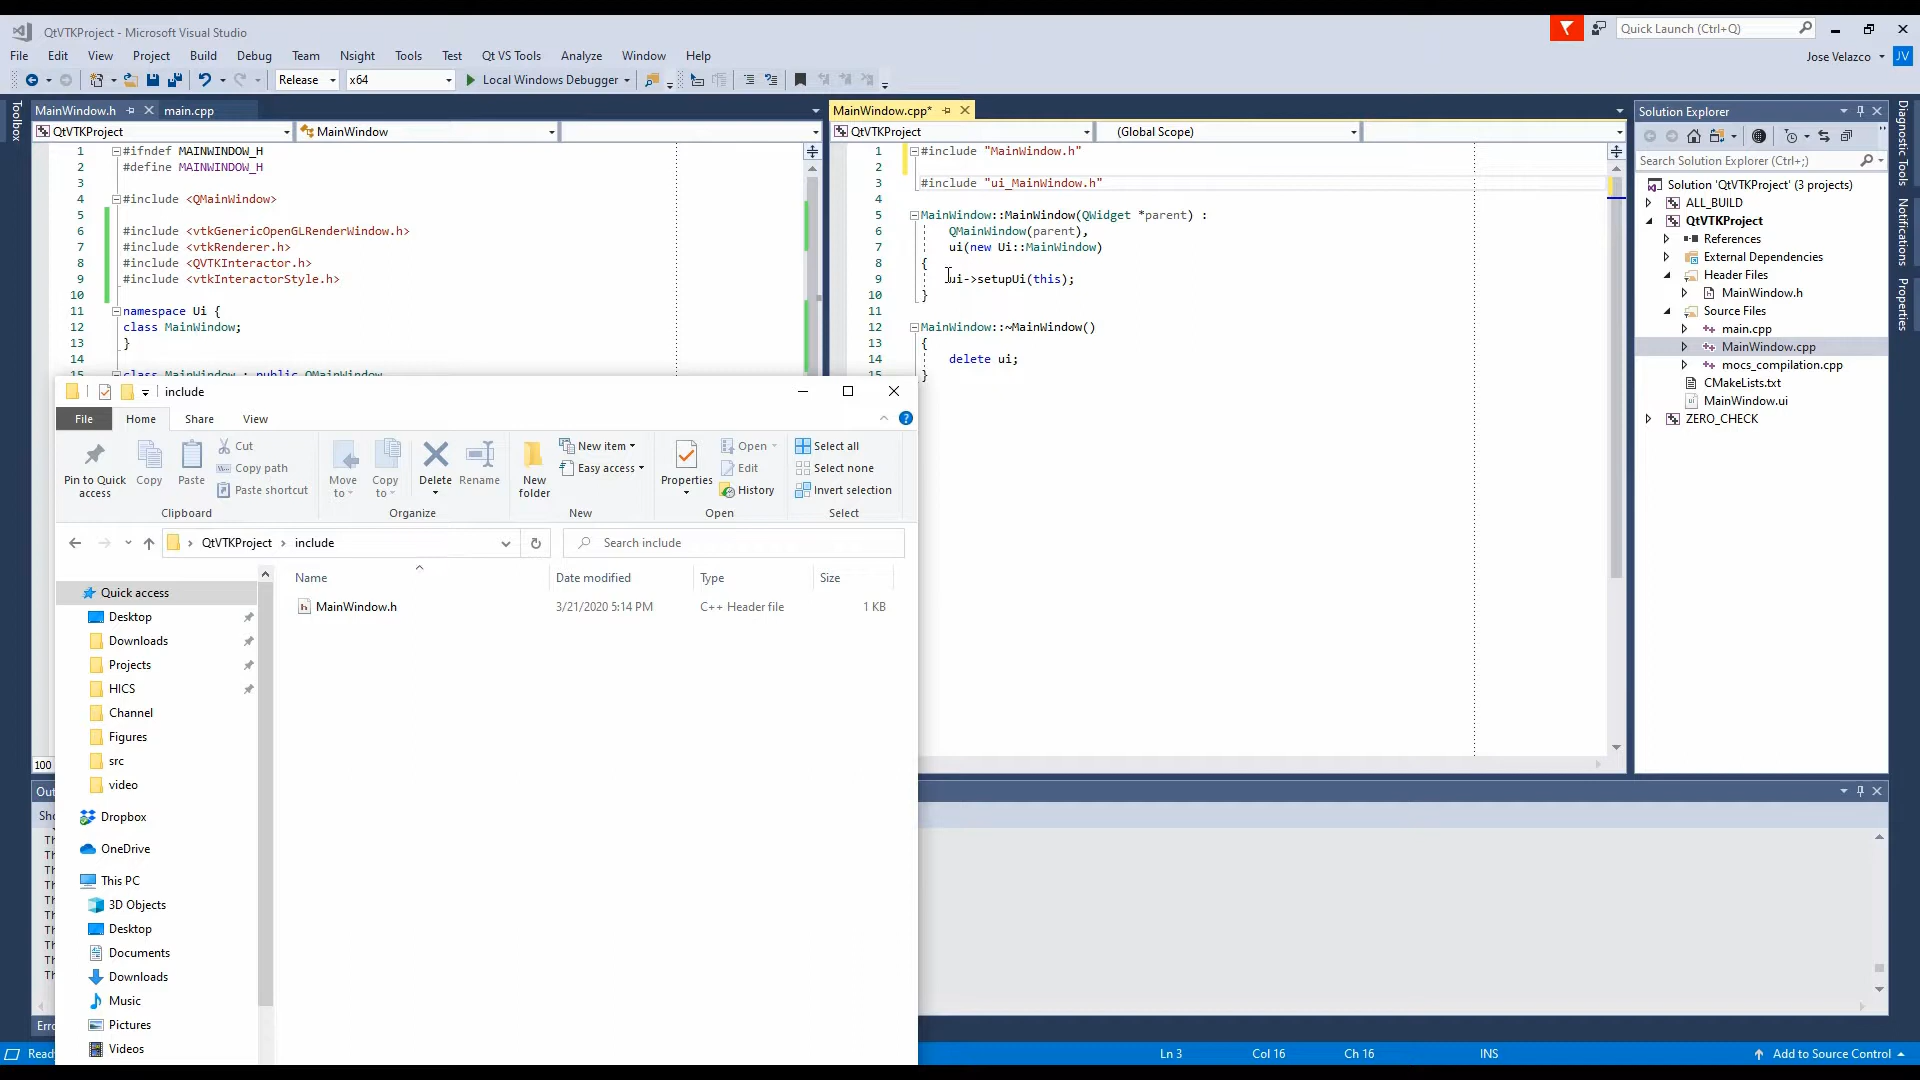 QtVTKProject - Microsoft Visual Studio
Quick Launch (Ctrl+Q)
File Edit View Project Build Debug Team Nsight Tools Test Qt VS Tools Analyze Window Help
Jose Velazco JV
Release x64 Local Windows Debugger
Toolbox
MainWindow.h main.cpp
QtVTKProject MainWindow
1 #ifndef MAINWINDOW_H
2 #define MAINWINDOW_H
3
4 #include <QMainWindow>
5
6 #include <vtkGenericOpenGLRenderWindow.h>
7 #include <vtkRenderer.h>
8 #include <QVTKInteractor.h>
9 #include <vtkInteractorStyle.h>
10
11 namespace Ui {
12 class MainWindow;
13 }
14
15 class MainWindow : public QMainWindow
MainWindow.cpp*
QtVTKProject (Global Scope)
1 #include "MainWindow.h"
2
3 #include "ui_MainWindow.h"
4
5 MainWindow::MainWindow(QWidget *parent) :
6 QMainWindow(parent),
7 ui(new Ui::MainWindow)
8 {
9 ui->setupUi(this);
10 }
11
12 MainWindow::~MainWindow()
13 {
14 delete ui;
15 }
Solution Explorer
Search Solution Explorer (Ctrl+;)
Solution 'QtVTKProject' (3 projects)
ALL_BUILD
QtVTKProject
References
External Dependencies
Header Files
MainWindow.h
Source Files
main.cpp
MainWindow.cpp
mocs_compilation.cpp
CMakeLists.txt
MainWindow.ui
ZERO_CHECK
Diagnostic Tools
Notifications
Properties
include
File Home Share View
Pin to Quick access
Copy
Paste
Cut
Copy path
Paste shortcut
Clipboard
Move to
Copy to
Delete
Rename
Organize
New folder
New item
Easy access
New
Properties
Open
Edit
History
Open
Select all
Select none
Invert selection
Select
QtVTKProject include
Search include
Name Date modified Type Size
MainWindow.h 3/21/2020 5:14 PM C++ Header file 1 KB
Quick access
Desktop
Downloads
Projects
HICS
Channel
Figures
src
video
Dropbox
OneDrive
This PC
3D Objects
Desktop
Documents
Downloads
Music
Pictures
Videos
100
Ln 3 Col 16 Ch 16 INS Add to Source Control